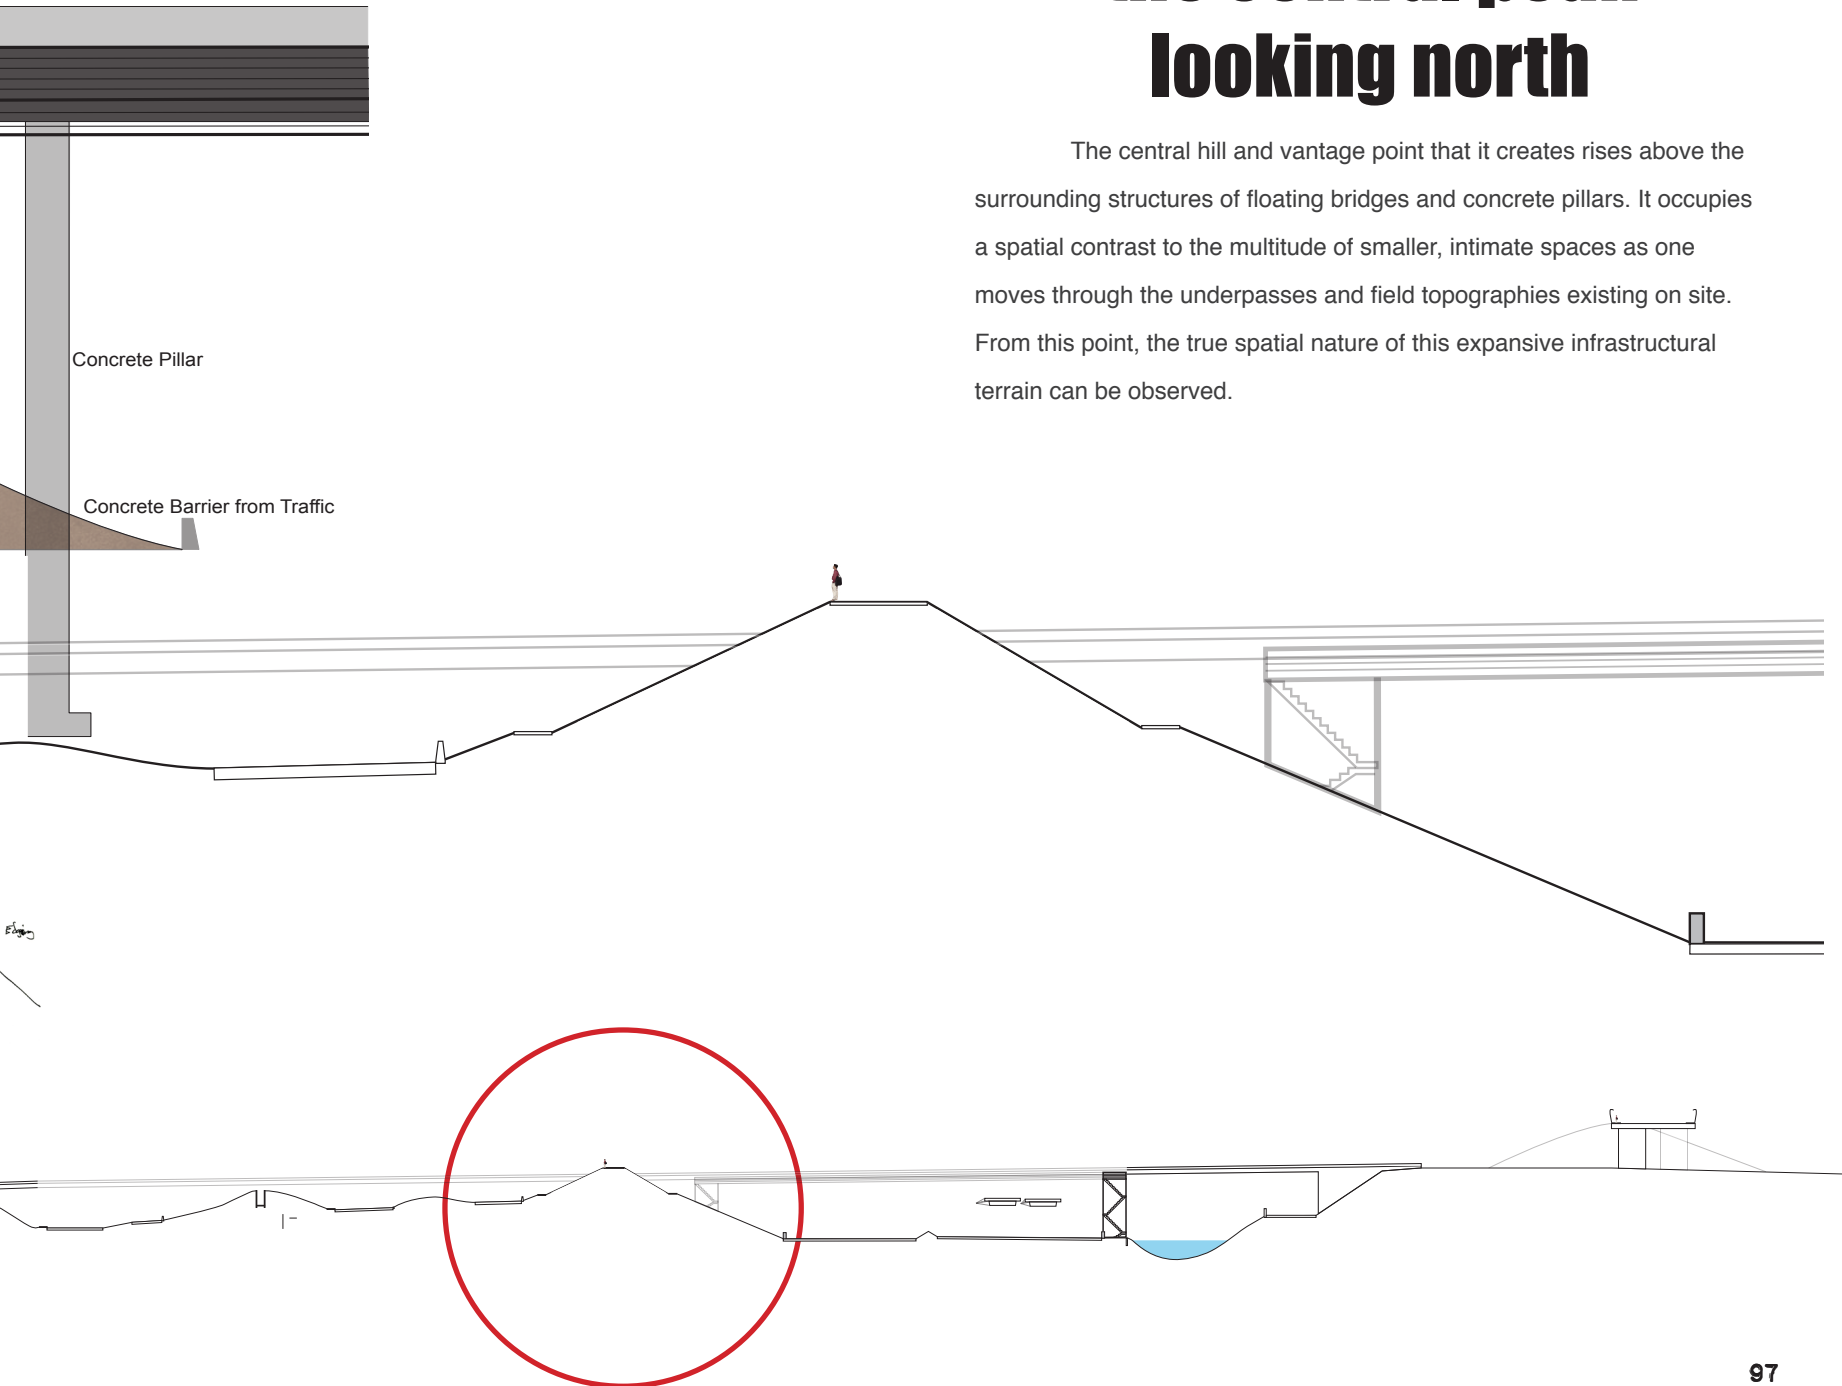 the central peak
looking north
The central hill and vantage point that it creates rises above the
surrounding structures of floating bridges and concrete pillars. It occupies
a spatial contrast to the multitude of smaller, intimate spaces as one
moves through the underpasses and field topographies existing on site.
From this point, the true spatial nature of this expansive infrastructural
terrain can be observed.
Concrete Pillar
Concrete Barrier from Traffic
97